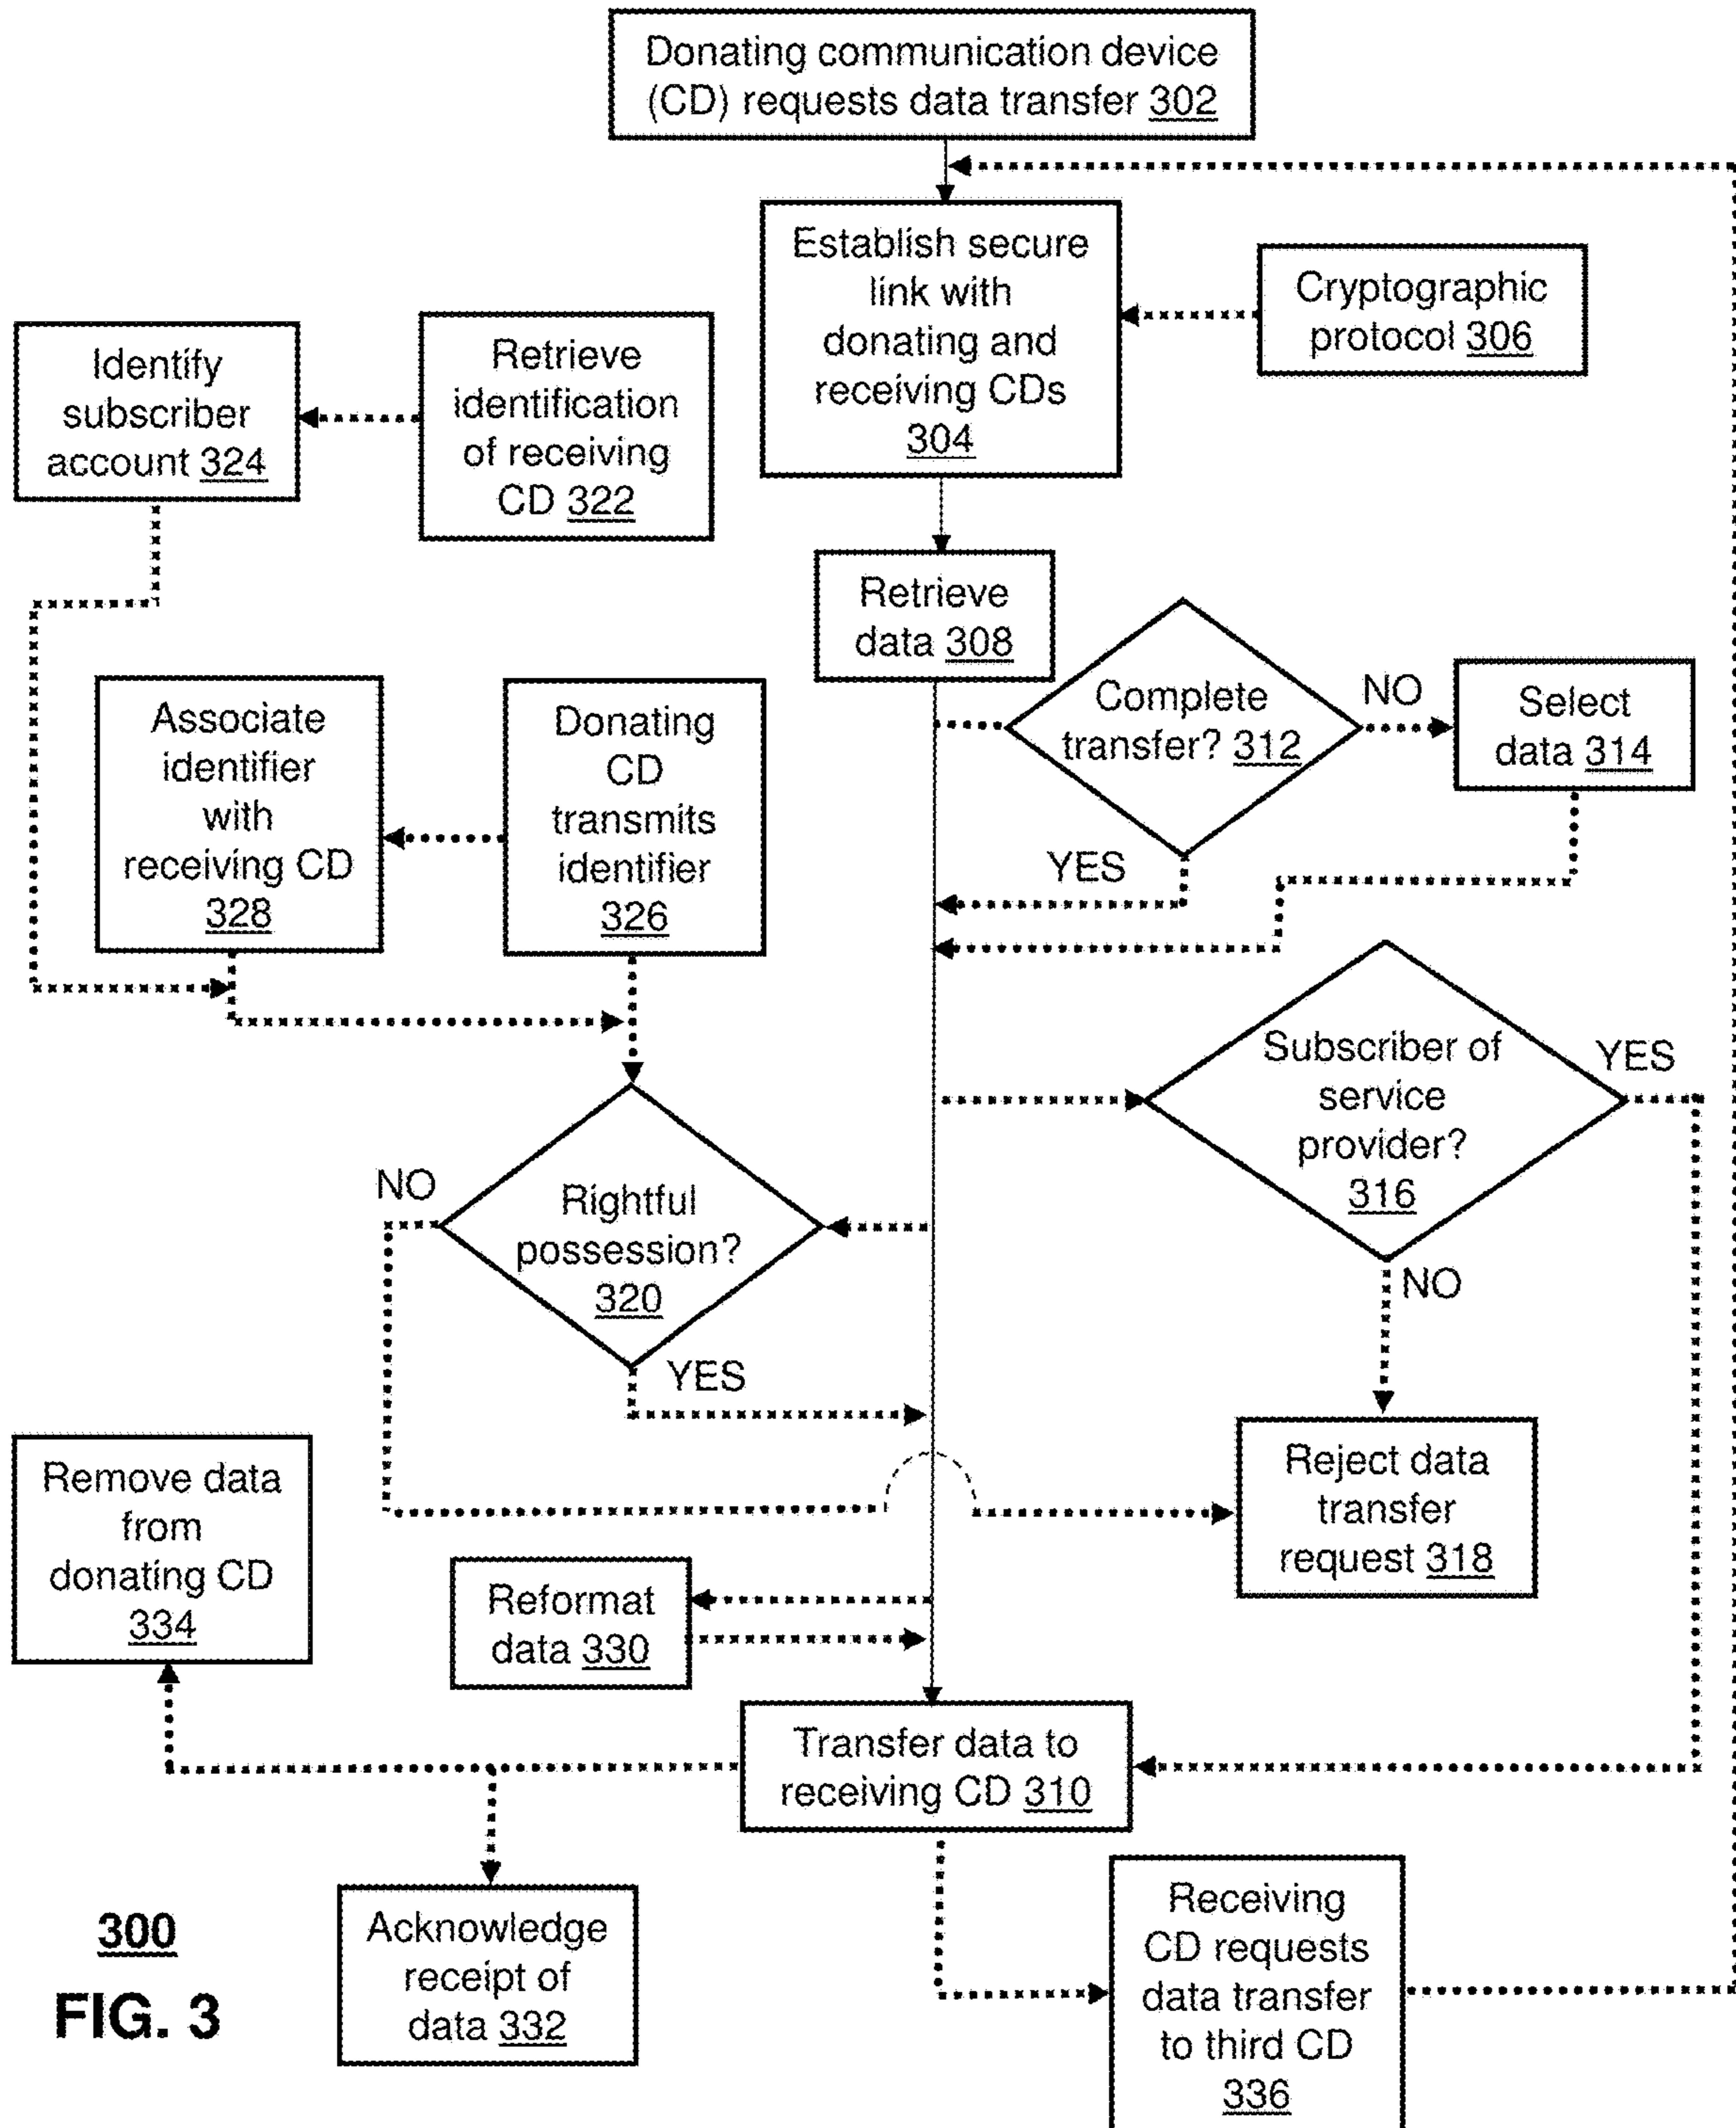 Donating communication device
(CD) requests data transfer 302
Establish secure
link with
donating and
receiving CDs
304
Cryptographic
protocol 306
Identify
subscriber
account 324
Retrieve
identification
of receiving
CD 322
Retrieve
data 308
Complete
transfer? 312
NO
Select
data 314
YES
Associate
identifier
with
receiving CD
328
Donating
CD
transmits
identifier
326
Subscriber of
service
provider?
316
YES
NO
Rightful
possession?
320
NO
YES
Reject data
transfer
request 318
Remove data
from
donating CD
334
Reformat
data 330
Transfer data to
receiving CD 310
Acknowledge
receipt of
data 332
Receiving
CD requests
data transfer
to third CD
336
300
FIG. 3